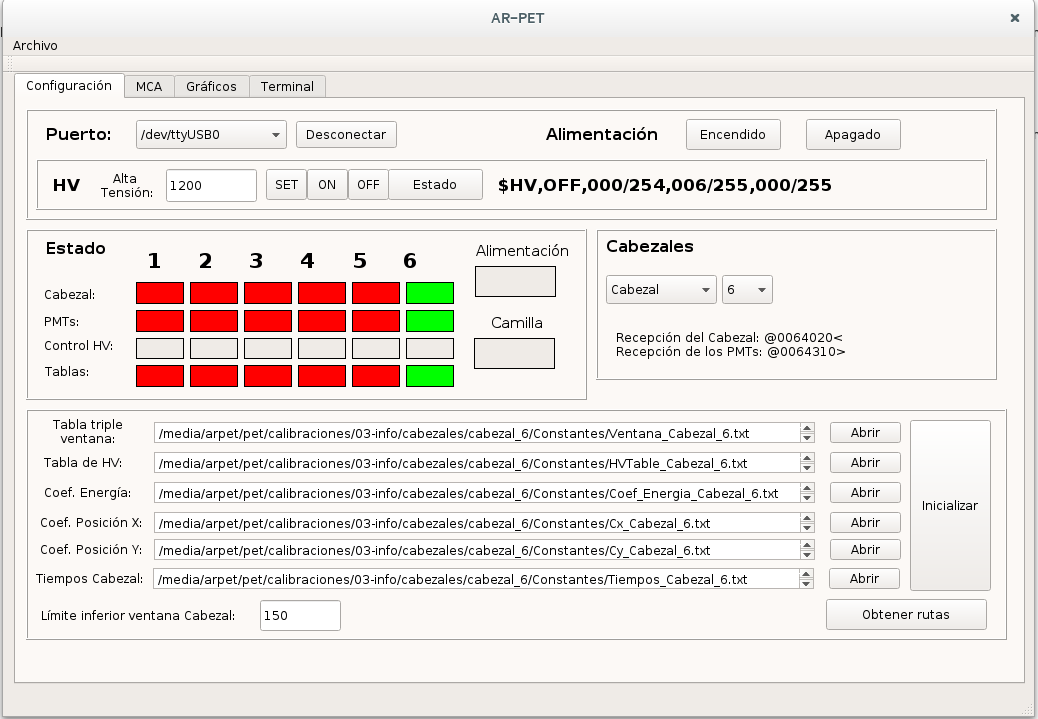 AR-PET
Archivo
Configuración MCA Gráficos Terminal
Puerto: /dev/ttyUSB0 Desconectar Alimentación Encendido Apagado
HV Alta Tensión: 1200 SET ON OFF Estado $HV,OFF,000/254,006/255,000/255
Estado
1 2 3 4 5 6
Cabezal:
PMTs:
Control HV:
Tablas:
Alimentación
Camilla
Cabezales
Cabezal 6
Recepción del Cabezal: @0064020<
Recepción de los PMTs: @0064310>
Tabla triple ventana: /media/arpet/pet/calibraciones/03-info/cabezales/cabezal_6/Constantes/Ventana_Cabezal_6.txt Abrir
Tabla de HV: /media/arpet/pet/calibraciones/03-info/cabezales/cabezal_6/Constantes/HVTable_Cabezal_6.txt Abrir
Coef. Energía: /media/arpet/pet/calibraciones/03-info/cabezales/cabezal_6/Constantes/Coef_Energia_Cabezal_6.txt Abrir
Coef. Posición X: /media/arpet/pet/calibraciones/03-info/cabezales/cabezal_6/Constantes/Cx_Cabezal_6.txt Abrir
Coef. Posición Y: /media/arpet/pet/calibraciones/03-info/cabezales/cabezal_6/Constantes/Cy_Cabezal_6.txt Abrir
Tiempos Cabezal: /media/arpet/pet/calibraciones/03-info/cabezales/cabezal_6/Constantes/Tiempos_Cabezal_6.txt Abrir
Inicializar
Límite inferior ventana Cabezal: 150 Obtener rutas